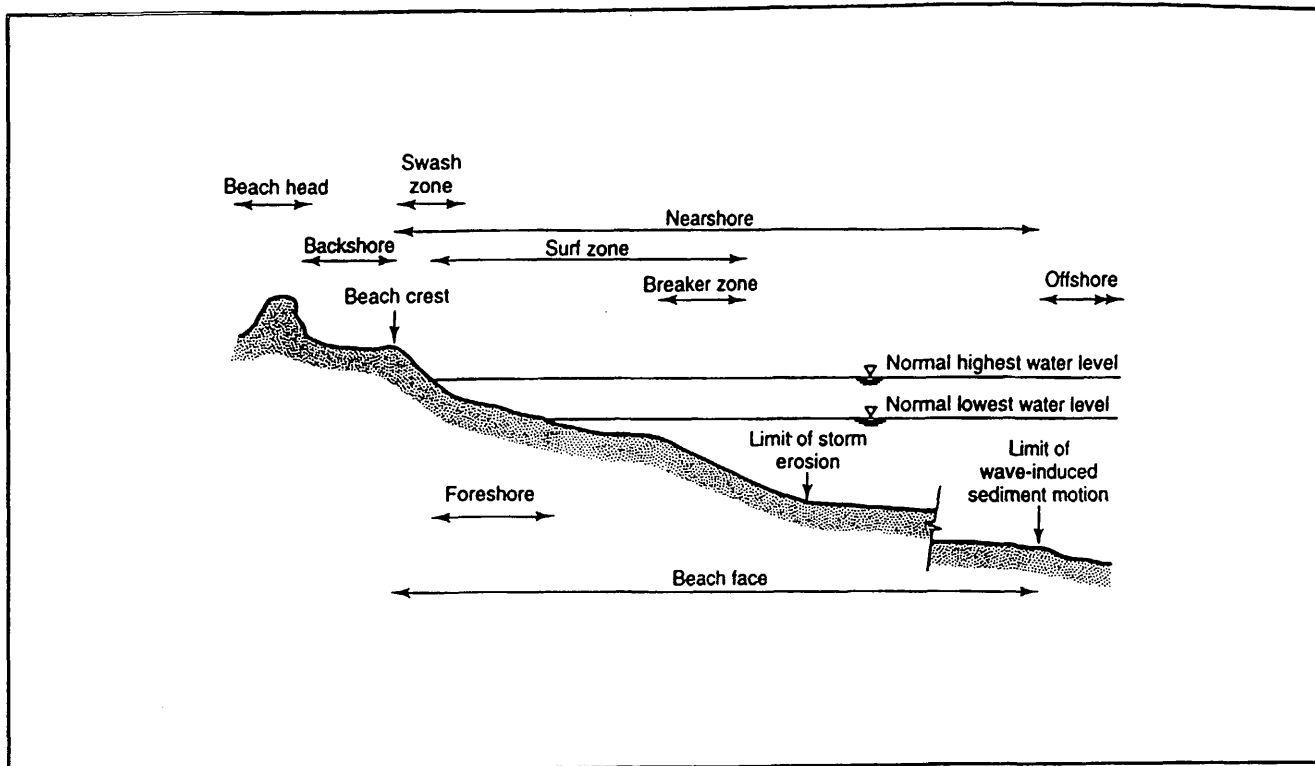 Swash
zone
Beach head
Nearshore
Backshore
Surf zone
Breaker zone
Offshore
Beach crest
Normal highest water level
Normal lowest water level
Limit of storm
erosion
Limit of
wave-induced
sediment motion
Foreshore
Beach face